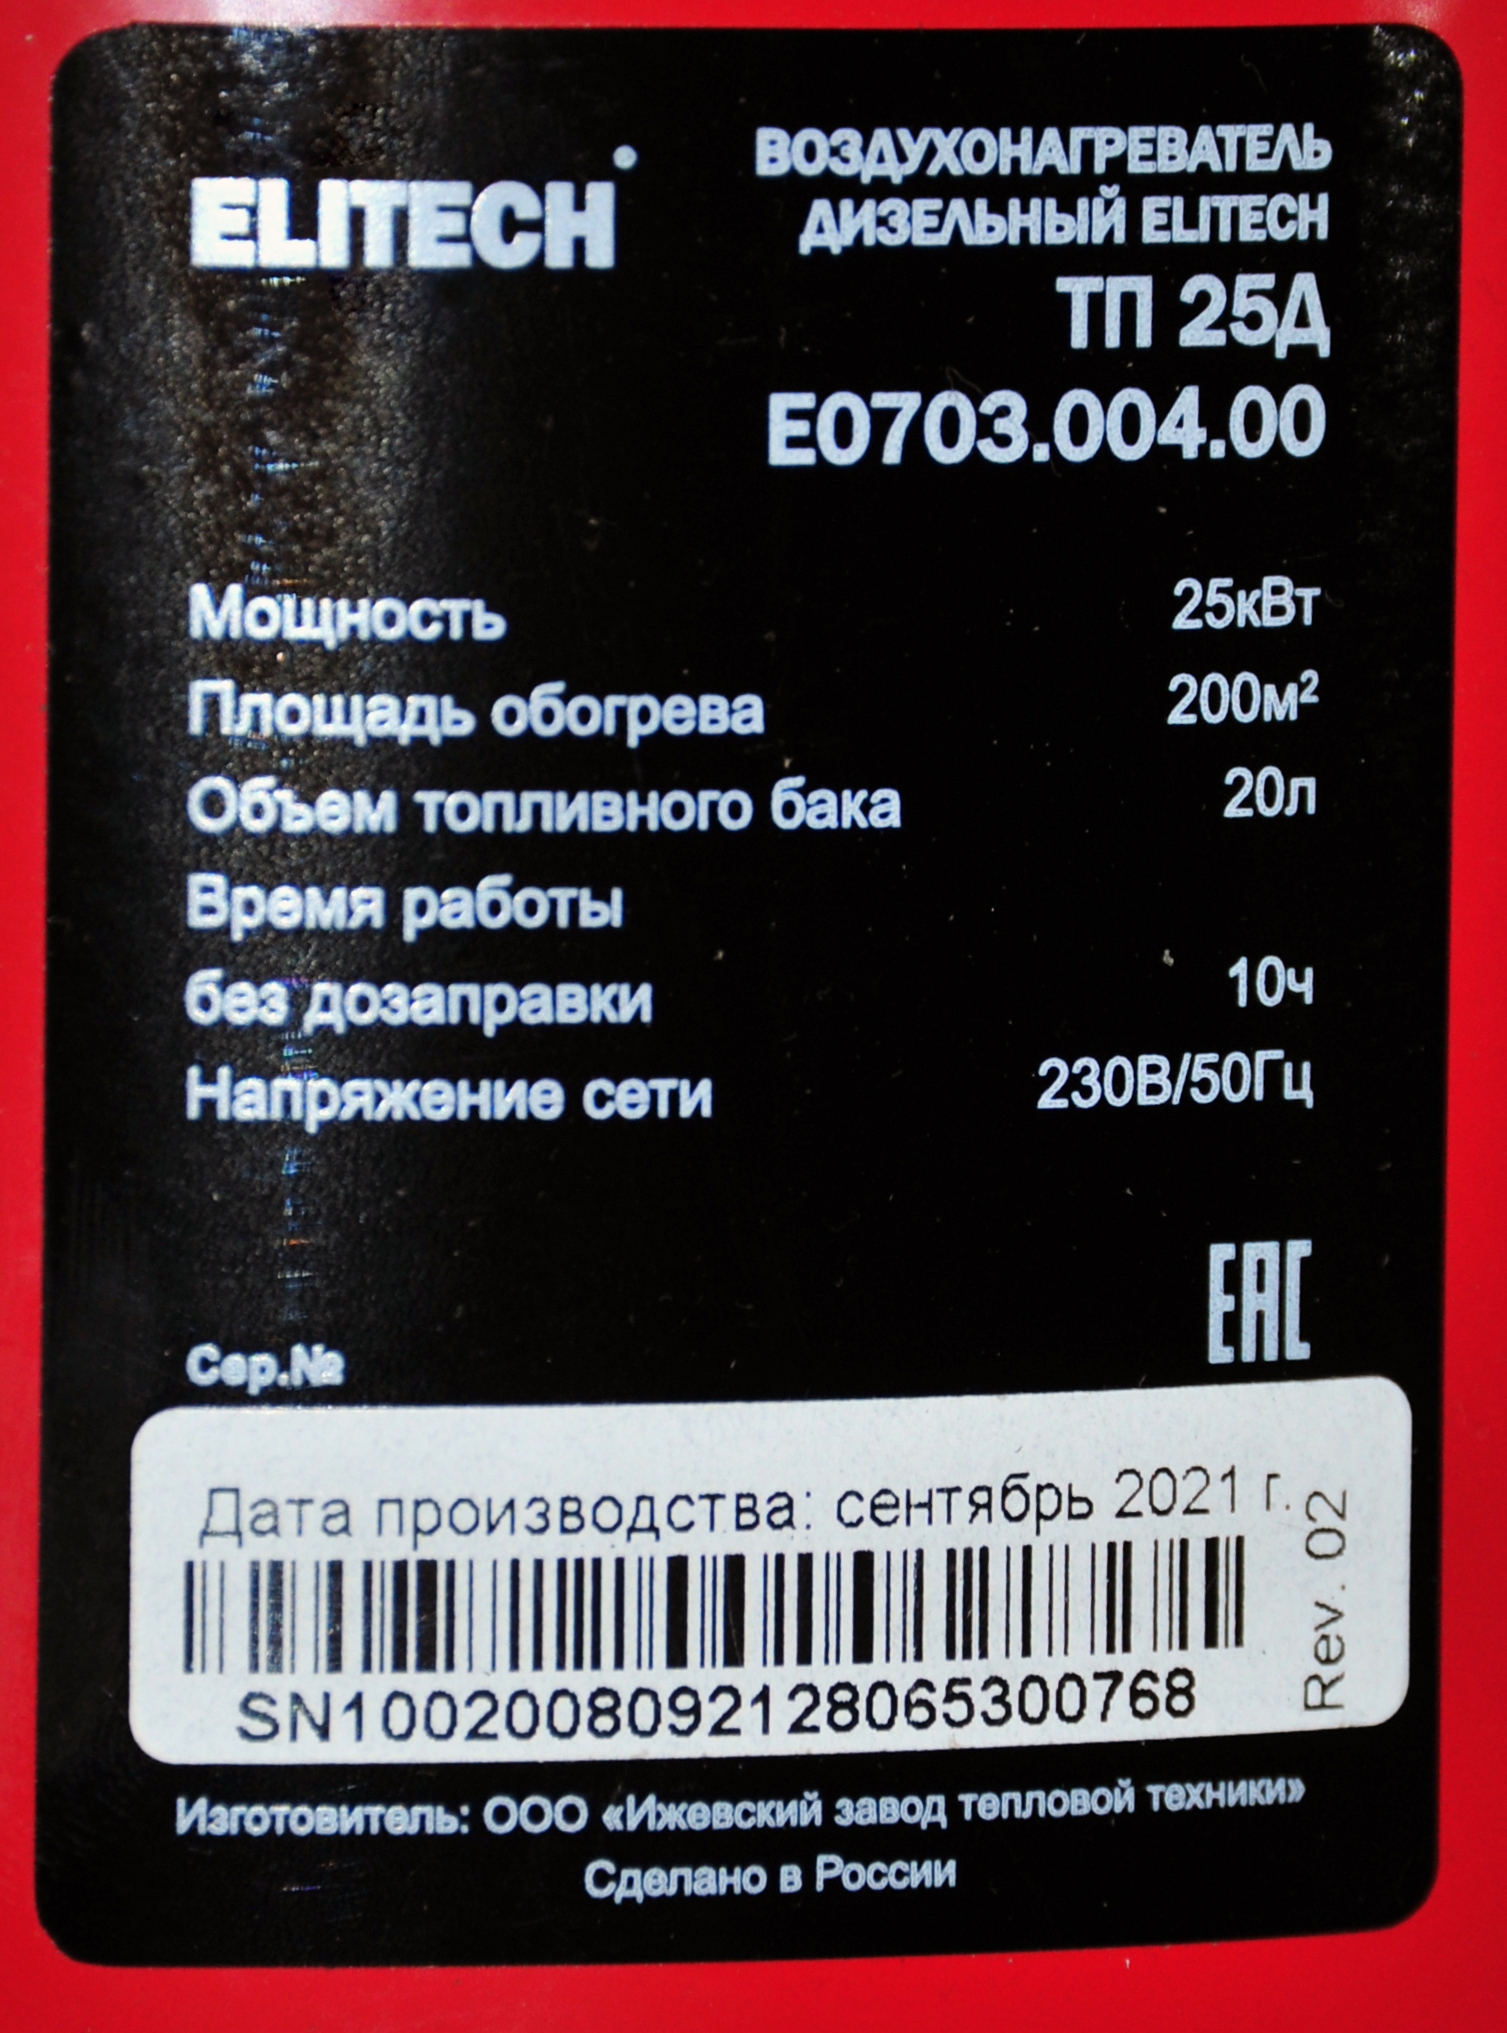 ELITECH
ВОЗДУХОНАГРЕВАТЕЛЬ
ДИЗЕЛЬНЫЙ ELITECH
ТП 25Д
E0703.004.00
Мощность 25кВт
Площадь обогрева 200м²
Объем топливного бака 20л
Время работы
без дозаправки 10ч
Напряжение сети 230В/50Гц
EAC
Сер.№
Дата производства: сентябрь 2021 г.
Rev. 02
SN10020080921280653007​68
Изготовитель: ООО «Ижевский завод тепловой техники»
Сделано в России